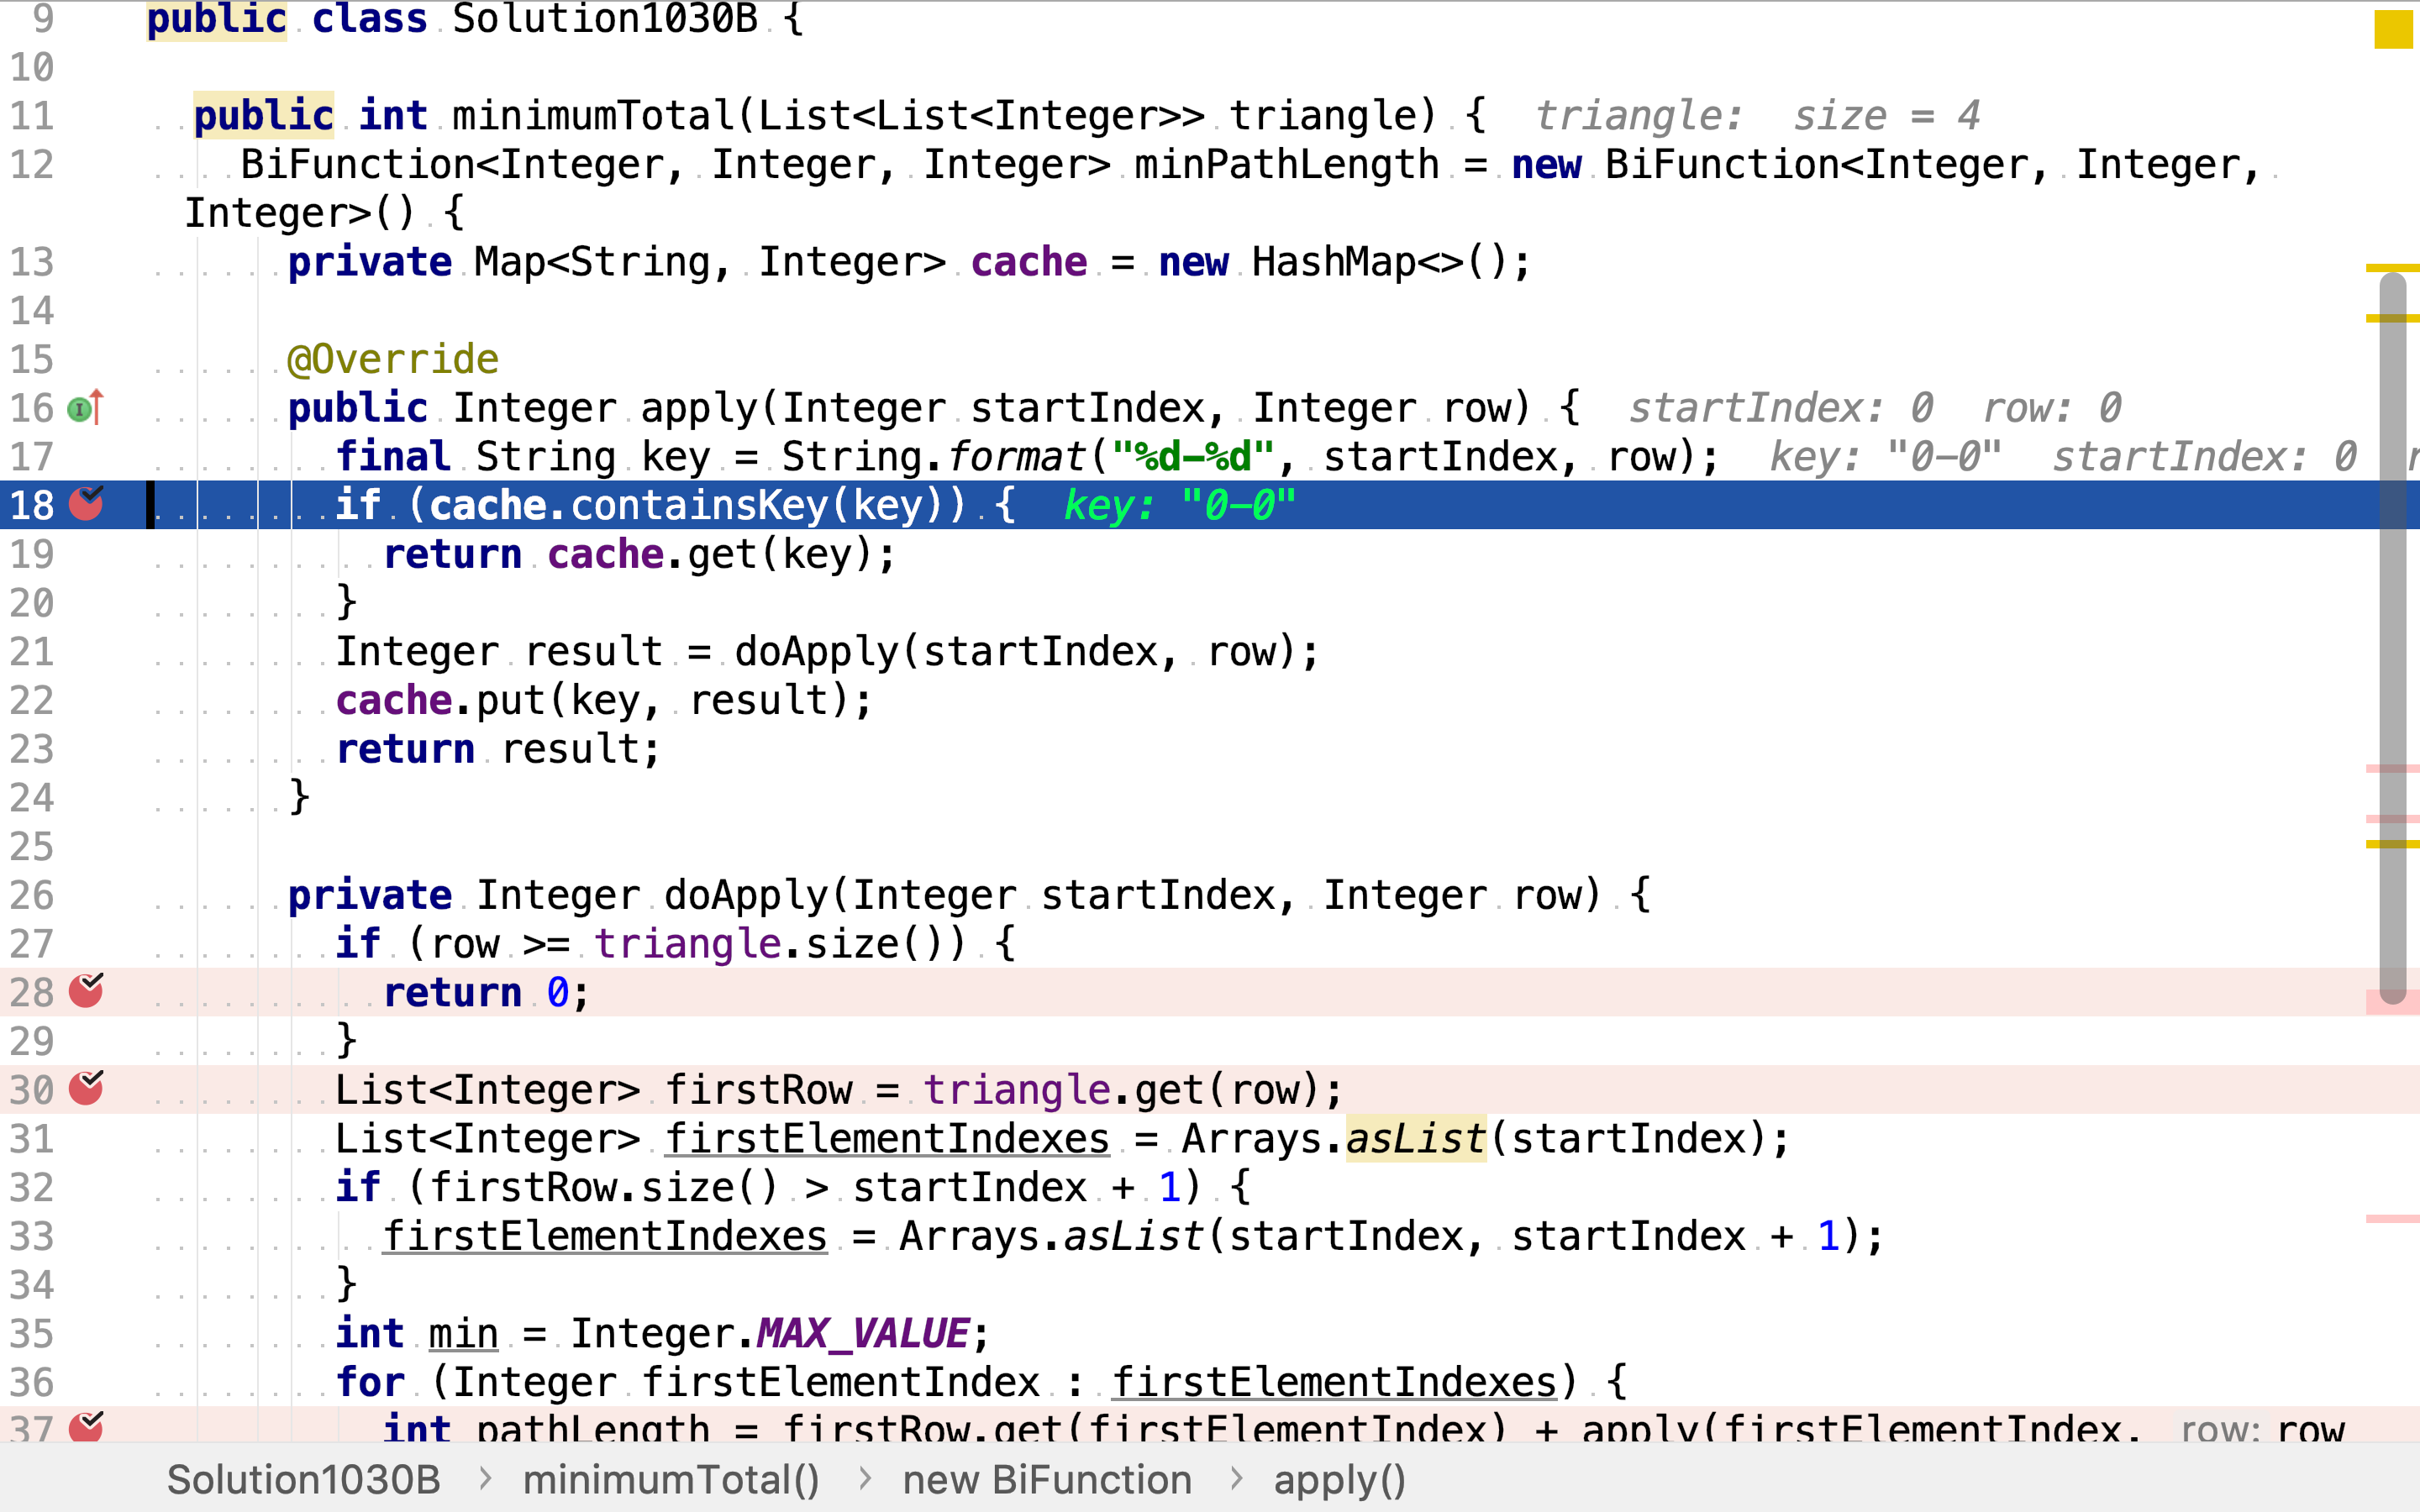 9 public class Solution1030B {
10
11 public int minimumTotal(List<List<Integer>> triangle) { triangle: size = 4
12 BiFunction<Integer, Integer, Integer> minPathLength = new BiFunction<Integer, Integer,
Integer>() {
13 private Map<String, Integer> cache = new HashMap<>();
14
15 @Override
16 public Integer apply(Integer startIndex, Integer row) { startIndex: 0 row: 0
17 final String key = String.format("%d-%d", startIndex, row); key: "0-0" startIndex: 0
18 if (cache.containsKey(key)) { key: "0-0"
19 return cache.get(key);
20 }
21 Integer result = doApply(startIndex, row);
22 cache.put(key, result);
23 return result;
24 }
25
26 private Integer doApply(Integer startIndex, Integer row) {
27 if (row >= triangle.size()) {
28 return 0;
29 }
30 List<Integer> firstRow = triangle.get(row);
31 List<Integer> firstElementIndexes = Arrays.asList(startIndex);
32 if (firstRow.size() > startIndex + 1) {
33 firstElementIndexes = Arrays.asList(startIndex, startIndex + 1);
34 }
35 int min = Integer.MAX_VALUE;
36 for (Integer firstElementIndex : firstElementIndexes) {
37 int pathLength = firstRow.get(firstElementIndex) + apply(firstElementIndex, row: row
Solution1030B > minimumTotal() > new BiFunction > apply()